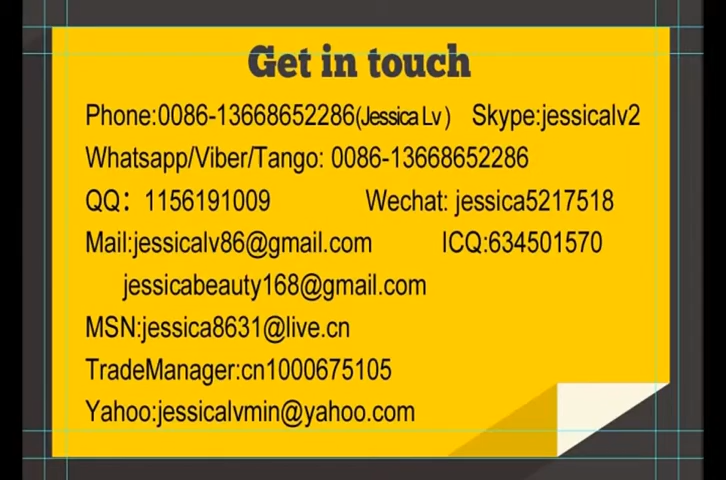 Get in touch
Phone:0086-13668652286(Jessica Lv ) Skype:jessicalv2
Whatsapp/Viber/Tango: 0086-13668652286
QQ：1156191009 Wechat: jessica5217518
Mail:jessicalv86@gmail.com ICQ:634501570
jessicabeauty168@gmail.com
MSN:jessica8631@live.cn
TradeManager:cn1000675105
Yahoo:jessicalvmin@yahoo.com